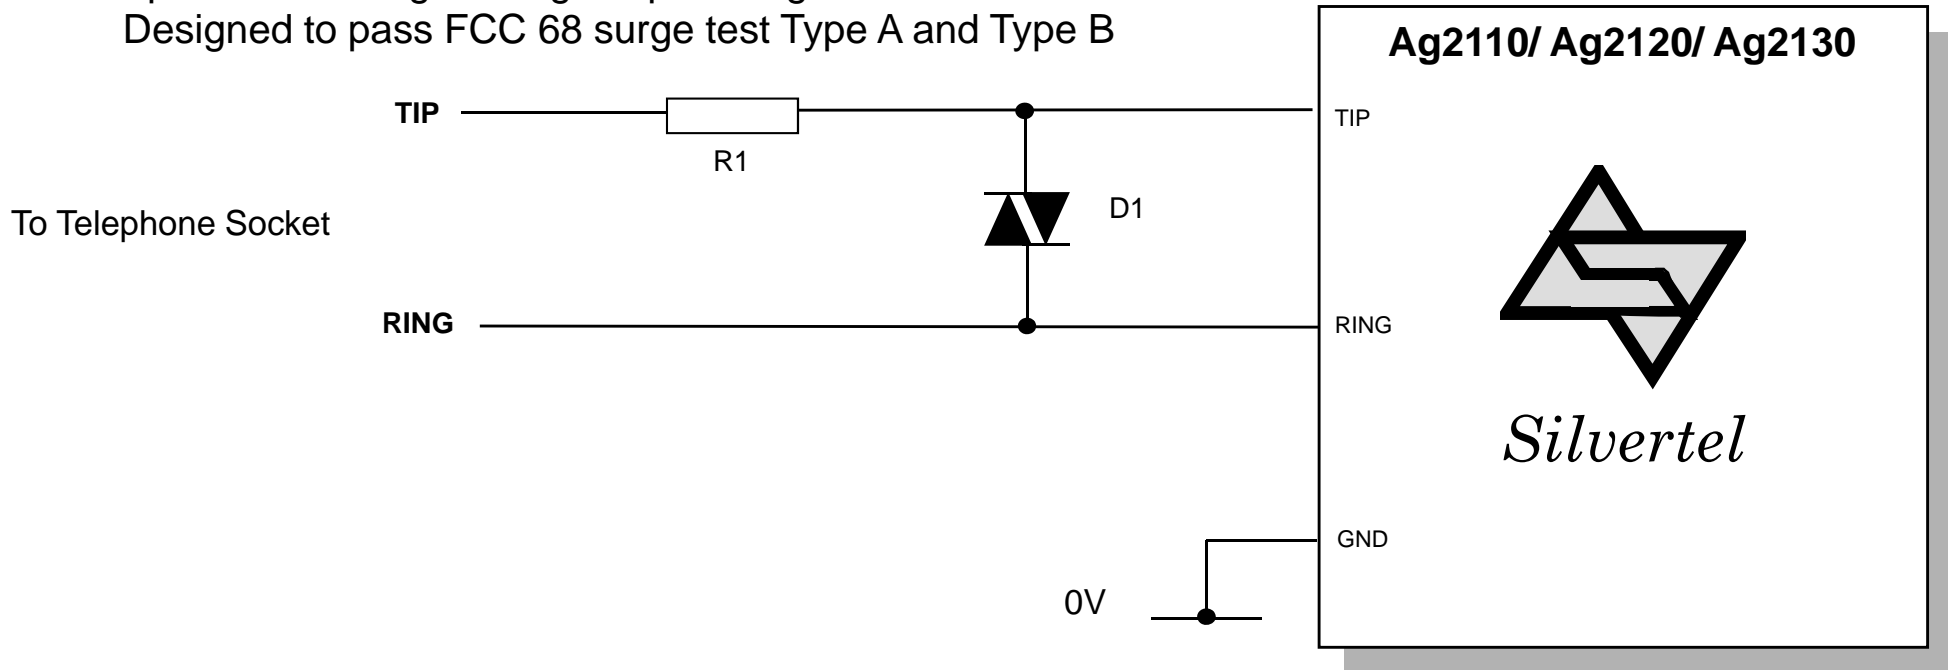 Designed to pass FCC 68 surge test Type A and Type B
Ag2110/ Ag2120/ Ag2130
TIP
TIP
R1
D1
To Telephone Socket
RING
RING
Silvertel
GND
0V